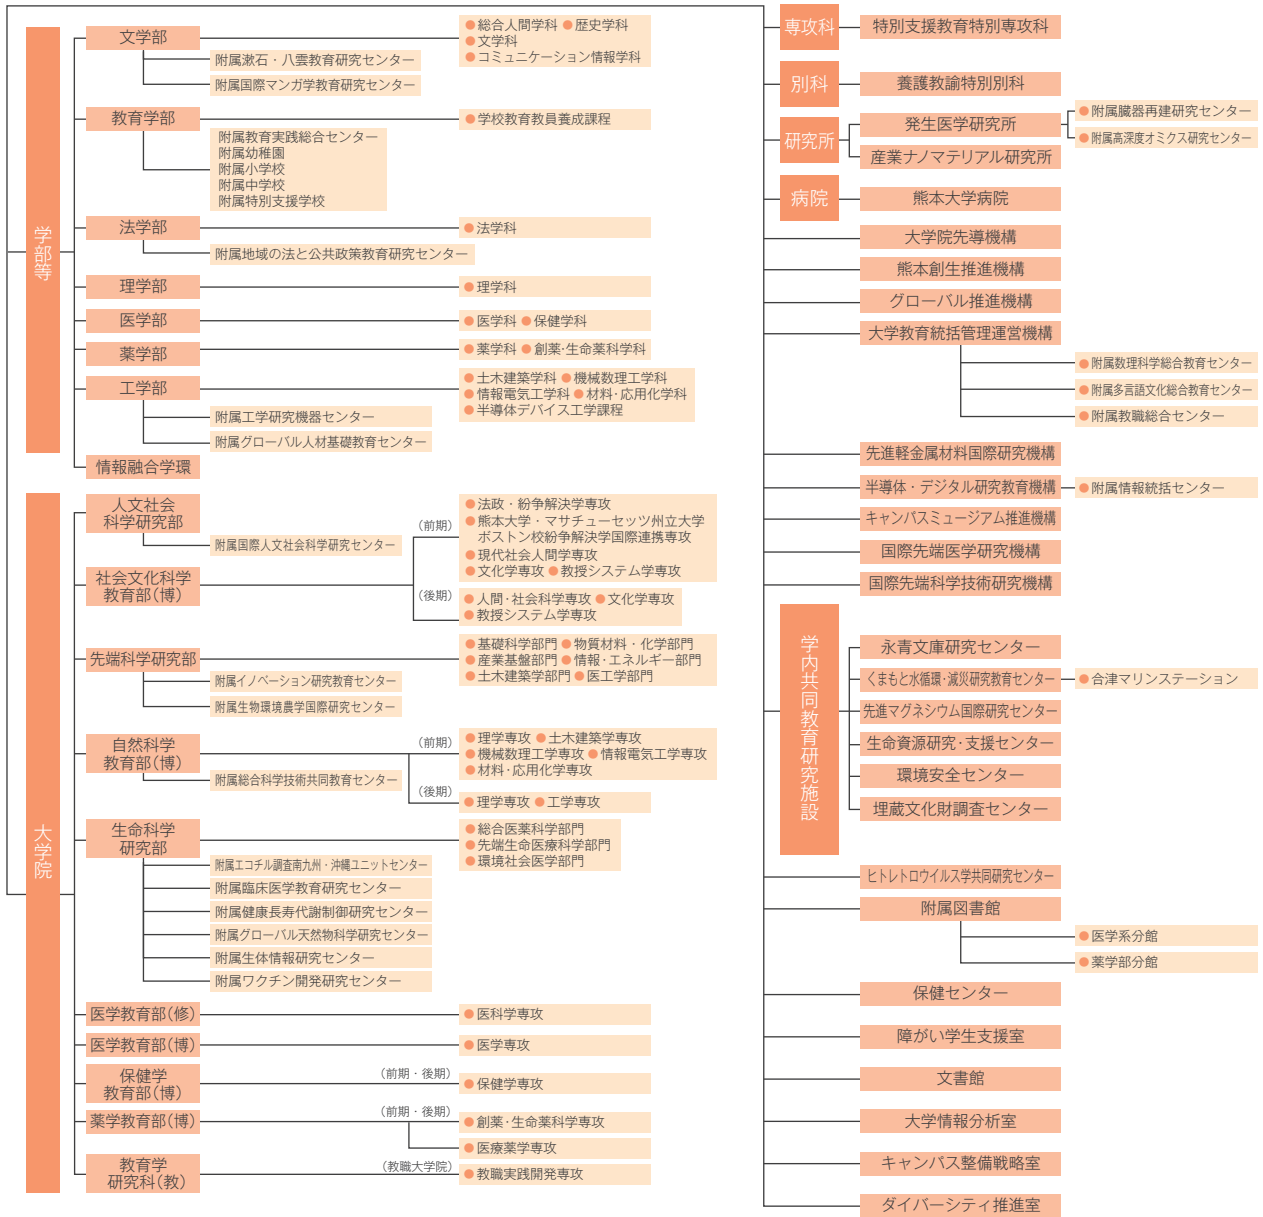 学部等
文学部
●総合人間学科 ●歴史学科
●文学科
●コミュニケーション情報学科
附属漱石・八雲教育研究センター
附属国際マンガ学教育研究センター
教育学部
●学校教育教員養成課程
附属教育実践総合センター
附属幼稚園
附属小学校
附属中学校
附属特別支援学校
法学部
●法学科
附属地域の法と公共政策教育研究センター
理学部
●理学科
医学部
●医学科 ●保健学科
薬学部
●薬学科 ●創薬・生命薬科学科
工学部
●土木建築学科 ●機械数理工学科
●情報電気工学科 ●材料・応用化学科
●半導体デバイス工学課程
附属工学研究機器センター
附属グローバル人材基礎教育センター
情報融合学環
大学院
人文社会
科学研究部
附属国際人文社会科学研究センター
社会文化科学
教育部（博）
（前期）
●法政・紛争解決学専攻
●熊本大学・マサチューセッツ州立大学
ボストン校紛争解決学国際連携専攻
●現代社会人間学専攻
●文化学専攻 ●教授システム学専攻
（後期）
●人間・社会科学専攻 ●文化学専攻
●教授システム学専攻
先端科学研究部
●基礎科学部門 ●物質材料・化学部門
●産業基盤部門 ●情報・エネルギー部門
●土木建築学部門 ●医工学部門
附属イノベーション研究教育センター
附属生物環境農学国際研究センター
自然科学
教育部（博）
（前期）
●理学専攻 ●土木建築学専攻
●機械数理工学専攻 ●情報電気工学専攻
●材料・応用化学専攻
附属総合科学技術共同教育センター
（後期）
●理学専攻 ●工学専攻
生命科学
研究部
●総合医薬科学部門
●先端生命医療科学部門
●環境社会医学部門
附属エコチル調査南九州・沖縄ユニットセンター
附属臨床医学教育研究センター
附属健康長寿代謝制御研究センター
附属グローバル天然物科学研究センター
附属生体情報研究センター
附属ワクチン開発研究センター
医学教育部（修）
●医科学専攻
医学教育部（博）
●医学専攻
保健学
教育部（博）
（前期・後期）
●保健学専攻
薬学教育部（博）
（前期・後期）
●創薬・生命薬科学専攻
●医療薬学専攻
教育学
研究科（教）
（教職大学院）
●教職実践開発専攻
専攻科
特別支援教育特別専攻科
別科
養護教諭特別別科
研究所
発生医学研究所
●附属臓器再建研究センター
●附属高深度オミクス研究センター
産業ナノマテリアル研究所
病院
熊本大学病院
大学院先導機構
熊本創生推進機構
グローバル推進機構
大学教育統括管理運営機構
●附属数理科学総合教育センター
●附属多言語文化総合教育センター
●附属教職総合センター
先進軽金属材料国際研究機構
半導体・デジタル研究教育機構
●附属情報統括センター
キャンパスミュージアム推進機構
国際先端医学研究機構
国際先端科学技術研究機構
学内共同教育研究施設
永青文庫研究センター
くまもと水循環・減災研究教育センター
●合津マリンステーション
先進マグネシウム国際研究センター
生命資源研究・支援センター
環境安全センター
埋蔵文化財調査センター
ヒトレトロウイルス学共同研究センター
附属図書館
●医学系分館
●薬学部分館
保健センター
障がい学生支援室
文書館
大学情報分析室
キャンパス整備戦略室
ダイバーシティ推進室